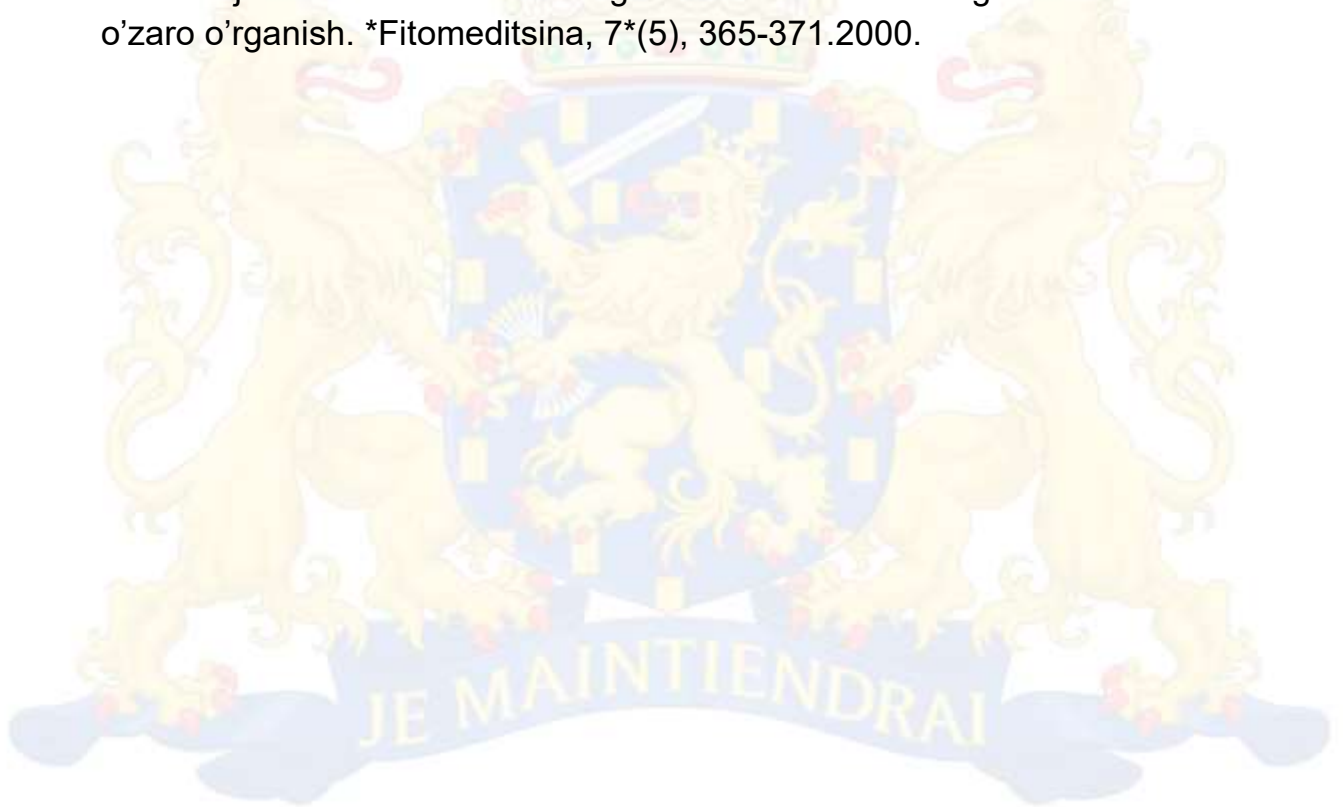 o’zaro o’rganish. *Fitomeditsina, 7*(5), 365-371.2000.
JE MAINTIENDRAI